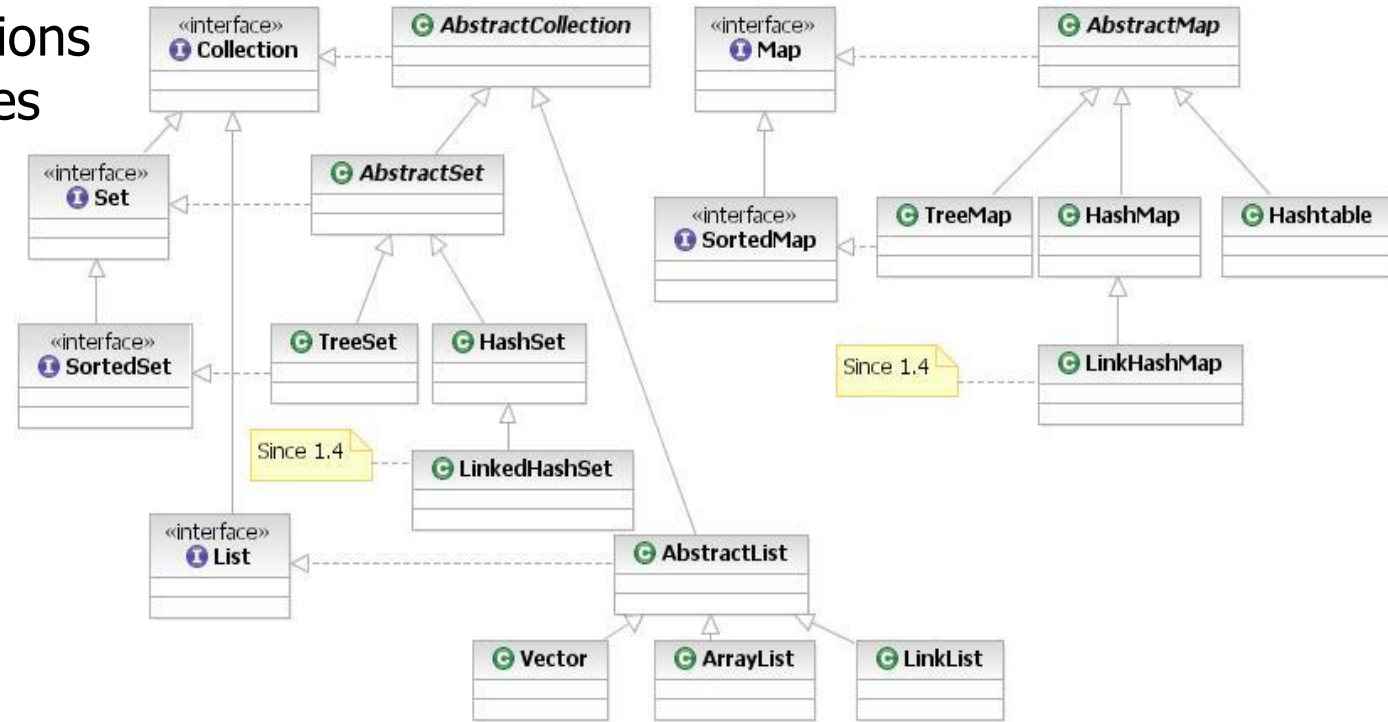 ions
es
«interface»
I Collection
C AbstractCollection
«interface»
I Map
C AbstractMap
«interface»
I Set
C AbstractSet
«interface»
I SortedMap
C TreeMap
C HashMap
C Hashtable
«interface»
I SortedSet
C TreeSet
C HashSet
Since 1.4
C LinkHashMap
Since 1.4
C LinkedHashSet
«interface»
I List
C AbstractList
C Vector
C ArrayList
C LinkList